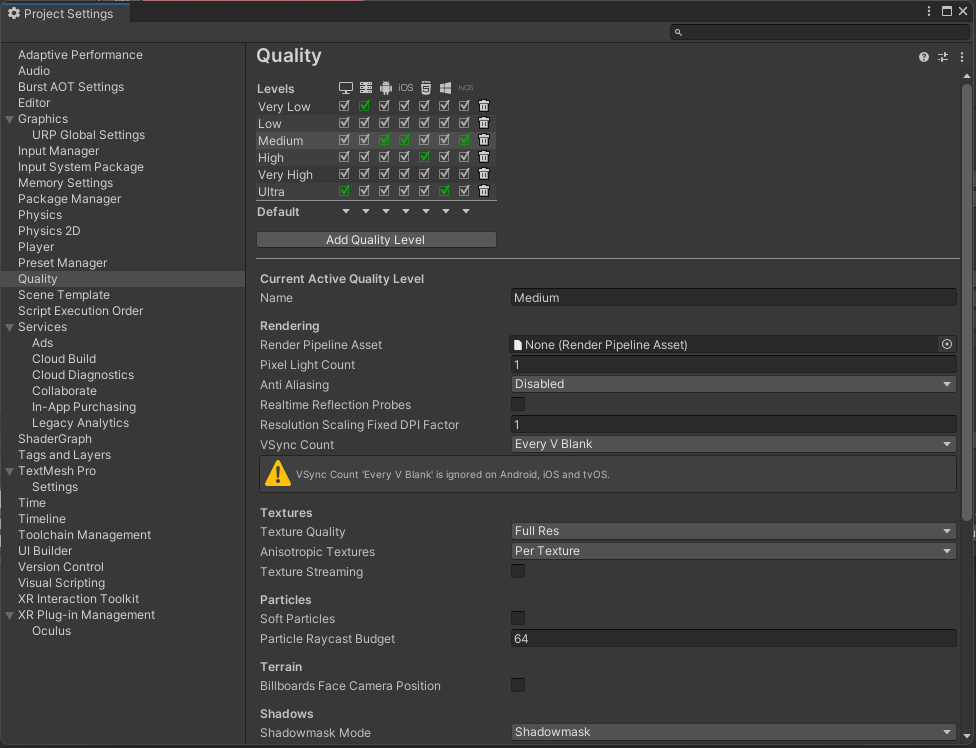 Project Settings
Adaptive Performance
Audio
Burst AOT Settings
Editor
Graphics
URP Global Settings
Input Manager
Input System Package
Memory Settings
Package Manager
Physics
Physics 2D
Player
Preset Manager
Quality
Scene Template
Script Execution Order
Services
Ads
Cloud Build
Cloud Diagnostics
Collaborate
In-App Purchasing
Legacy Analytics
ShaderGraph
Tags and Layers
TextMesh Pro
Settings
Time
Timeline
Toolchain Management
UI Builder
Version Control
Visual Scripting
XR Interaction Toolkit
XR Plug-in Management
Oculus
Quality
Levels iOS 5 tvOS
Very Low
Low
Medium
High
Very High
Ultra
Default
Add Quality Level
Current Active Quality Level
Name Medium
Rendering
Render Pipeline Asset None (Render Pipeline Asset)
Pixel Light Count 1
Anti Aliasing Disabled
Realtime Reflection Probes
Resolution Scaling Fixed DPI Factor 1
VSync Count Every V Blank
VSync Count 'Every V Blank' is ignored on Android, iOS and tvOS.
Textures
Texture Quality Full Res
Anisotropic Textures Per Texture
Texture Streaming
Particles
Soft Particles
Particle Raycast Budget 64
Terrain
Billboards Face Camera Position
Shadows
Shadowmask Mode Shadowmask